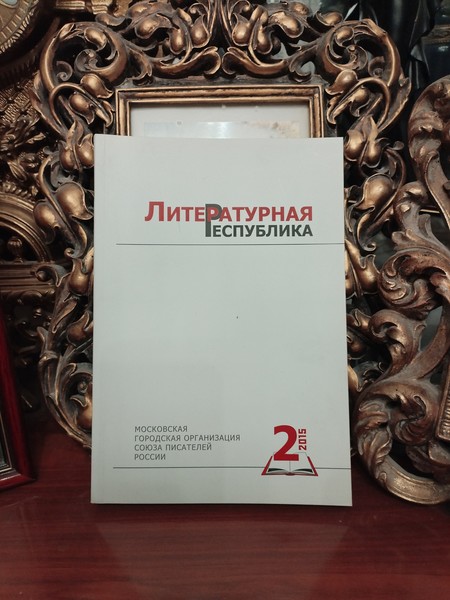 ЛИТЕРАТУРНАЯ
РЕСПУБЛИКА
МОСКОВСКАЯ
ГОРОДСКАЯ ОРГАНИЗАЦИЯ
СОЮЗА ПИСАТЕЛЕЙ
РОССИИ
2 2015